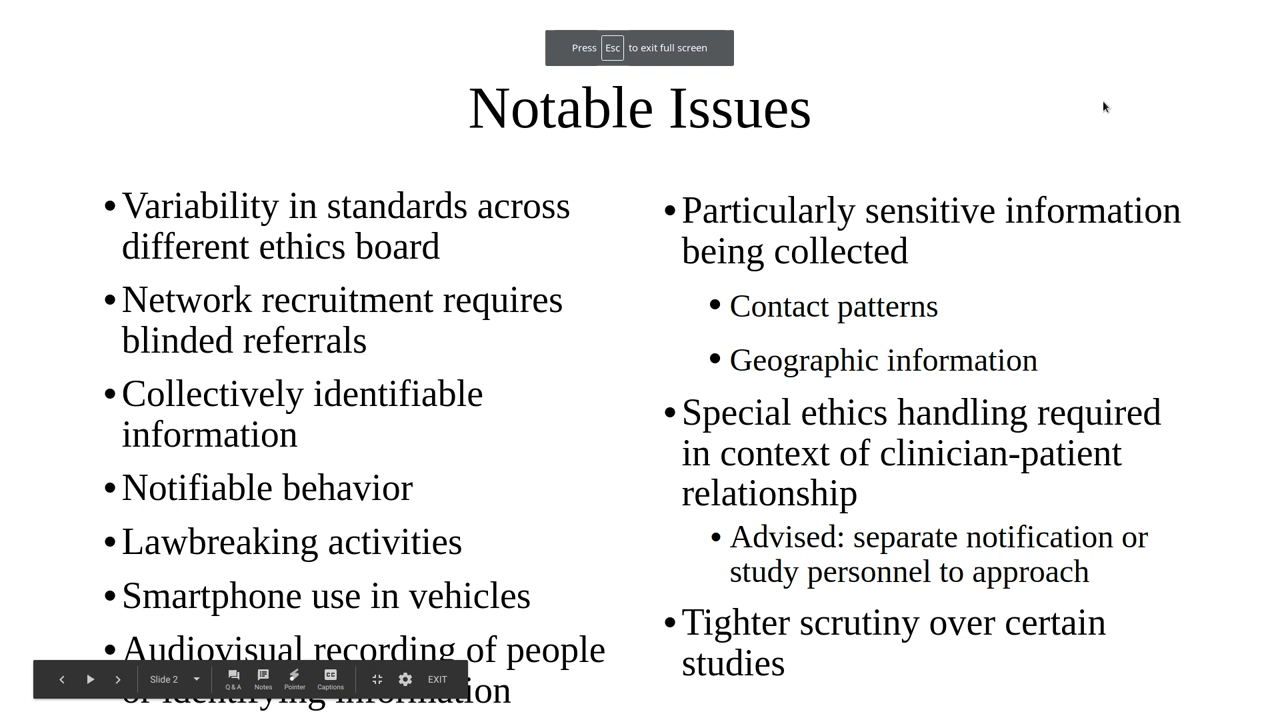 Press Esc to exit full screen
Notable Issues
•Variability in standards across
different ethics board
•Network recruitment requires
blinded referrals
•Collectively identifiable
information
•Notifiable behavior
•Lawbreaking activities
•Smartphone use in vehicles
•Audiovisual recording of people
or identifying information
•Particularly sensitive information
being collected
• Contact patterns
• Geographic information
•Special ethics handling required
in context of clinician-patient
relationship
• Advised: separate notification or
study personnel to approach
•Tighter scrutiny over certain
studies
Slide 2
Q & A
Notes
Pointer
CC
Captions
EXIT